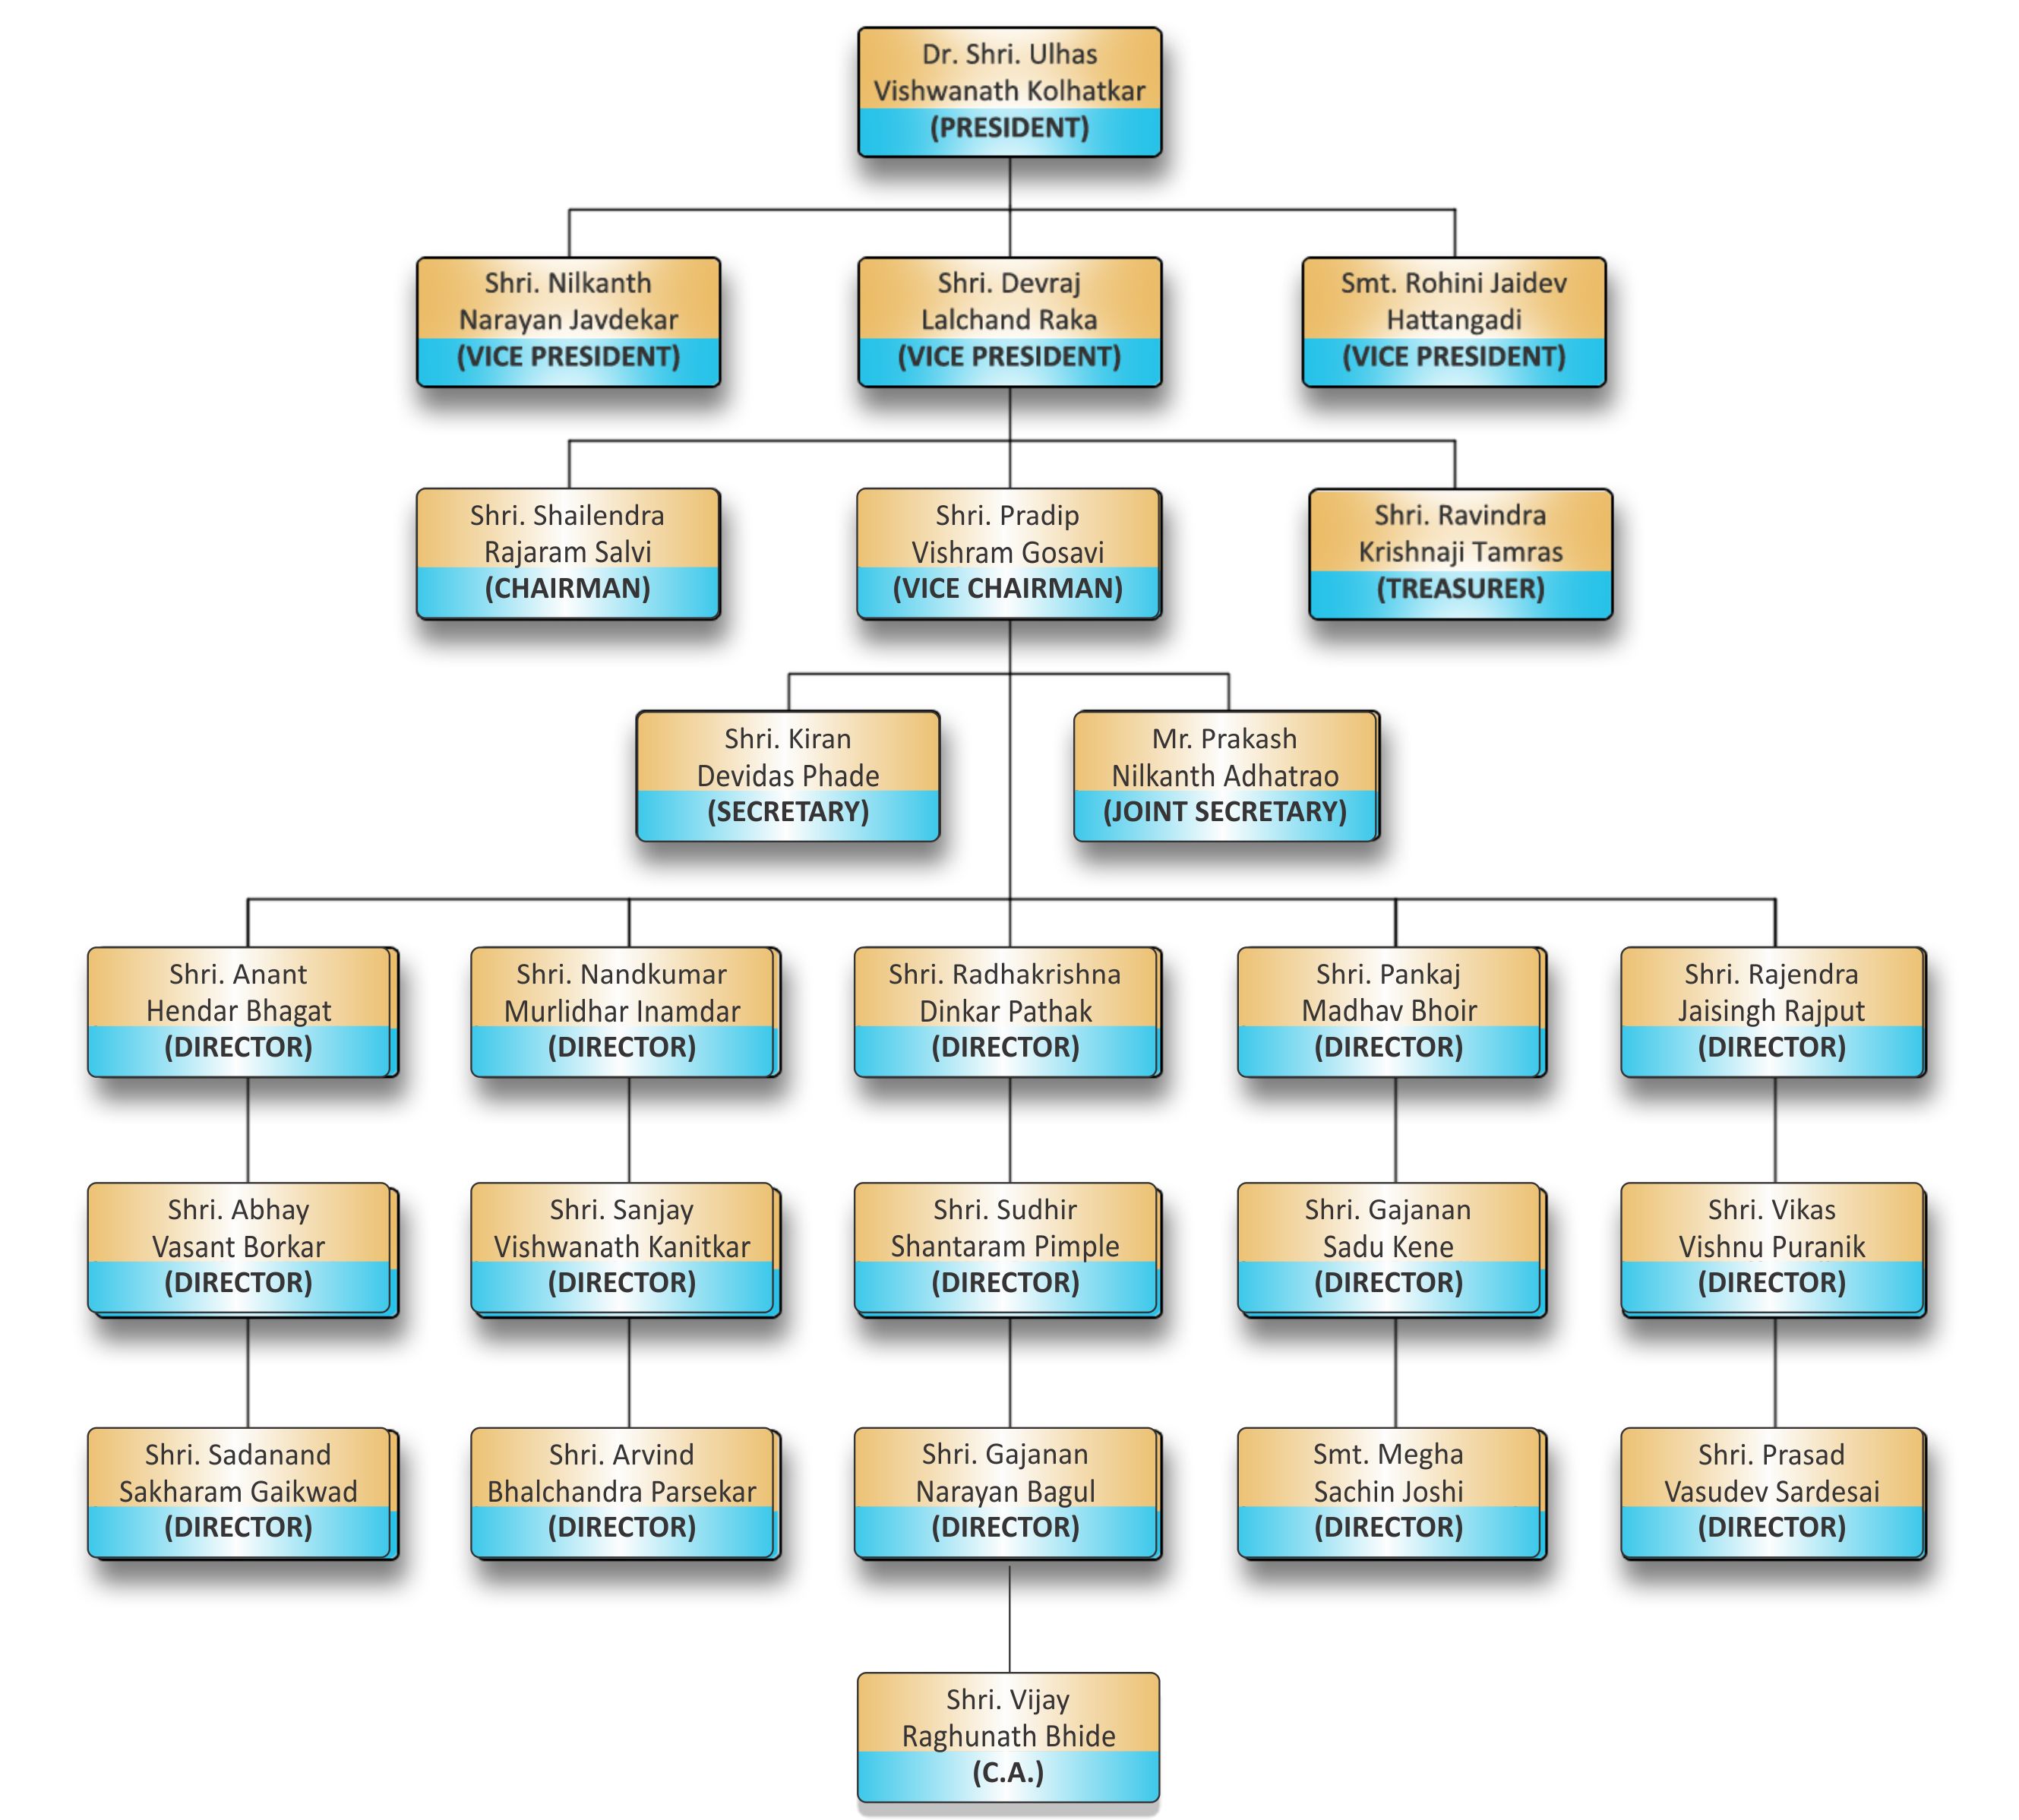 Dr. Shri. Ulhas
Vishwanath Kolhatkar
(PRESIDENT)
Shri. Nilkanth
Narayan Javdekar
(VICE PRESIDENT)
Shri. Devraj
Lalchand Raka
(VICE PRESIDENT)
Smt. Rohini Jaidev
Hattangadi
(VICE PRESIDENT)
Shri. Shailendra
Rajaram Salvi
(CHAIRMAN)
Shri. Pradip
Vishram Gosavi
(VICE CHAIRMAN)
Shri. Ravindra
Krishnaji Tamras
(TREASURER)
Shri. Kiran
Devidas Phade
(SECRETARY)
Mr. Prakash
Nilkanth Adhatrao
(JOINT SECRETARY)
Shri. Anant
Hendar Bhagat
(DIRECTOR)
Shri. Nandkumar
Murlidhar Inamdar
(DIRECTOR)
Shri. Radhakrishna
Dinkar Pathak
(DIRECTOR)
Shri. Pankaj
Madhav Bhoir
(DIRECTOR)
Shri. Rajendra
Jaisingh Rajput
(DIRECTOR)
Shri. Abhay
Vasant Borkar
(DIRECTOR)
Shri. Sanjay
Vishwanath Kanitkar
(DIRECTOR)
Shri. Sudhir
Shantaram Pimple
(DIRECTOR)
Shri. Gajanan
Sadu Kene
(DIRECTOR)
Shri. Vikas
Vishnu Puranik
(DIRECTOR)
Shri. Sadanand
Sakharam Gaikwad
(DIRECTOR)
Shri. Arvind
Bhalchandra Parsekar
(DIRECTOR)
Shri. Gajanan
Narayan Bagul
(DIRECTOR)
Smt. Megha
Sachin Joshi
(DIRECTOR)
Shri. Prasad
Vasudev Sardesai
(DIRECTOR)
Shri. Vijay
Raghunath Bhide
(C.A.)